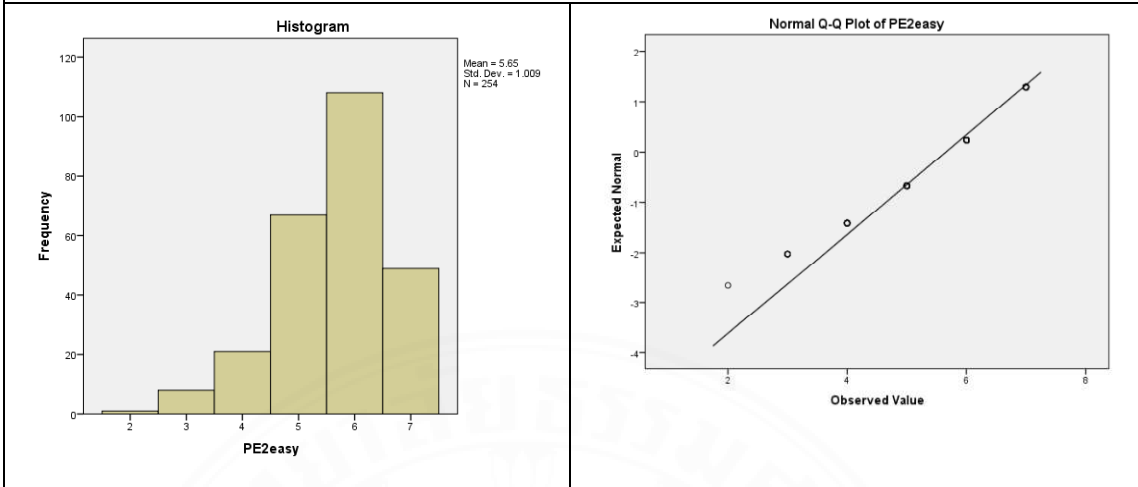 Histogram
Mean = 5.65
Std. Dev. = 1.009
N = 254
120
100
80
60
40
20
0
Frequency
2 3 4 5 6 7
PE2easy
Normal Q-Q Plot of PE2easy
2
1
0
-1
-2
-3
-4
Expected Normal
2 4 6 8
Observed Value